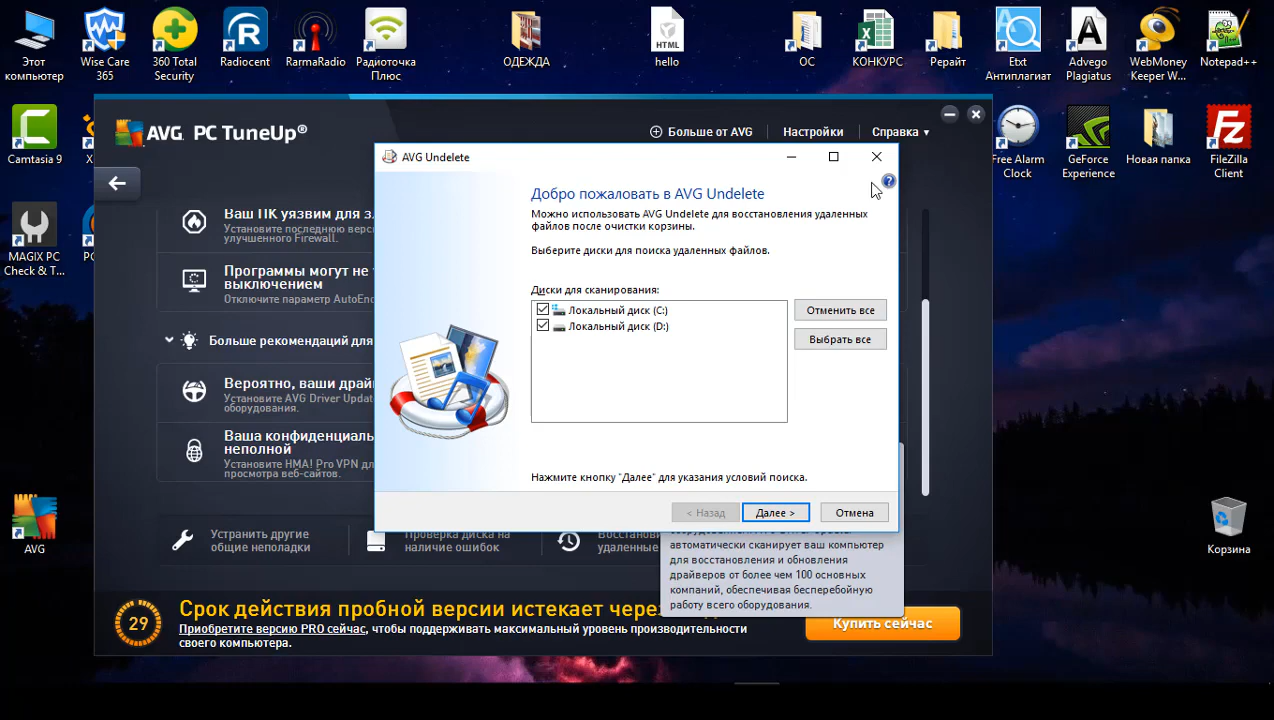 Этот
компьютер
Wise Care
365
360 Total
Security
Radiocent
RarmaRadio
Радиоточка
Плюс
ОДЕЖДА
HTML
hello
ОС
КОНКУРС
Рерайт
Etxt
Антиплагиат
Advego
Plagiatus
WebMoney
Keeper W...
Notepad++
Camtasia 9
MAGIX PC
Check & T...
AVG
Free Alarm
Clock
GeForce
Experience
Новая папка
FileZilla
Client
Корзина
AVG PC TuneUp®
Больше от AVG
Настройки
Справка
Ваш ПК уязвим для
Установите последнюю
улучшенного Firewall.
Программы могут не
выключением
Отключите параметр
Больше рекомендаций для
Вероятно, ваши
Установите AVG Driver
оборудования.
Ваша
неполной
Установите HMA! Pro VPN
просмотра веб-сайтов.
Устранить другие
общие неполадки
Проверка диска на
наличие ошибок
удаленные
автоматически сканирует ваш компьютер
для восстановления и обновления
драйверов от более чем 100 основных
компаний, обеспечивая бесперебойную
работу всего оборудования.
29
Срок действия пробной версии истекает
Приобретите версию PRO сейчас, чтобы поддерживать максимальный уровень производительности
своего компьютера.
Купить сейчас
AVG Undelete
Добро пожаловать в AVG Undelete
Можно использовать AVG Undelete для восстановления удаленных
файлов после очистки корзины.
Выберите диски для поиска удаленных файлов.
Диски для сканирования:
Локальный диск (C:)
Локальный диск (D:)
Отменить все
Выбрать все
Нажмите кнопку "Далее" для указания условий поиска.
< Назад
Далее >
Отмена